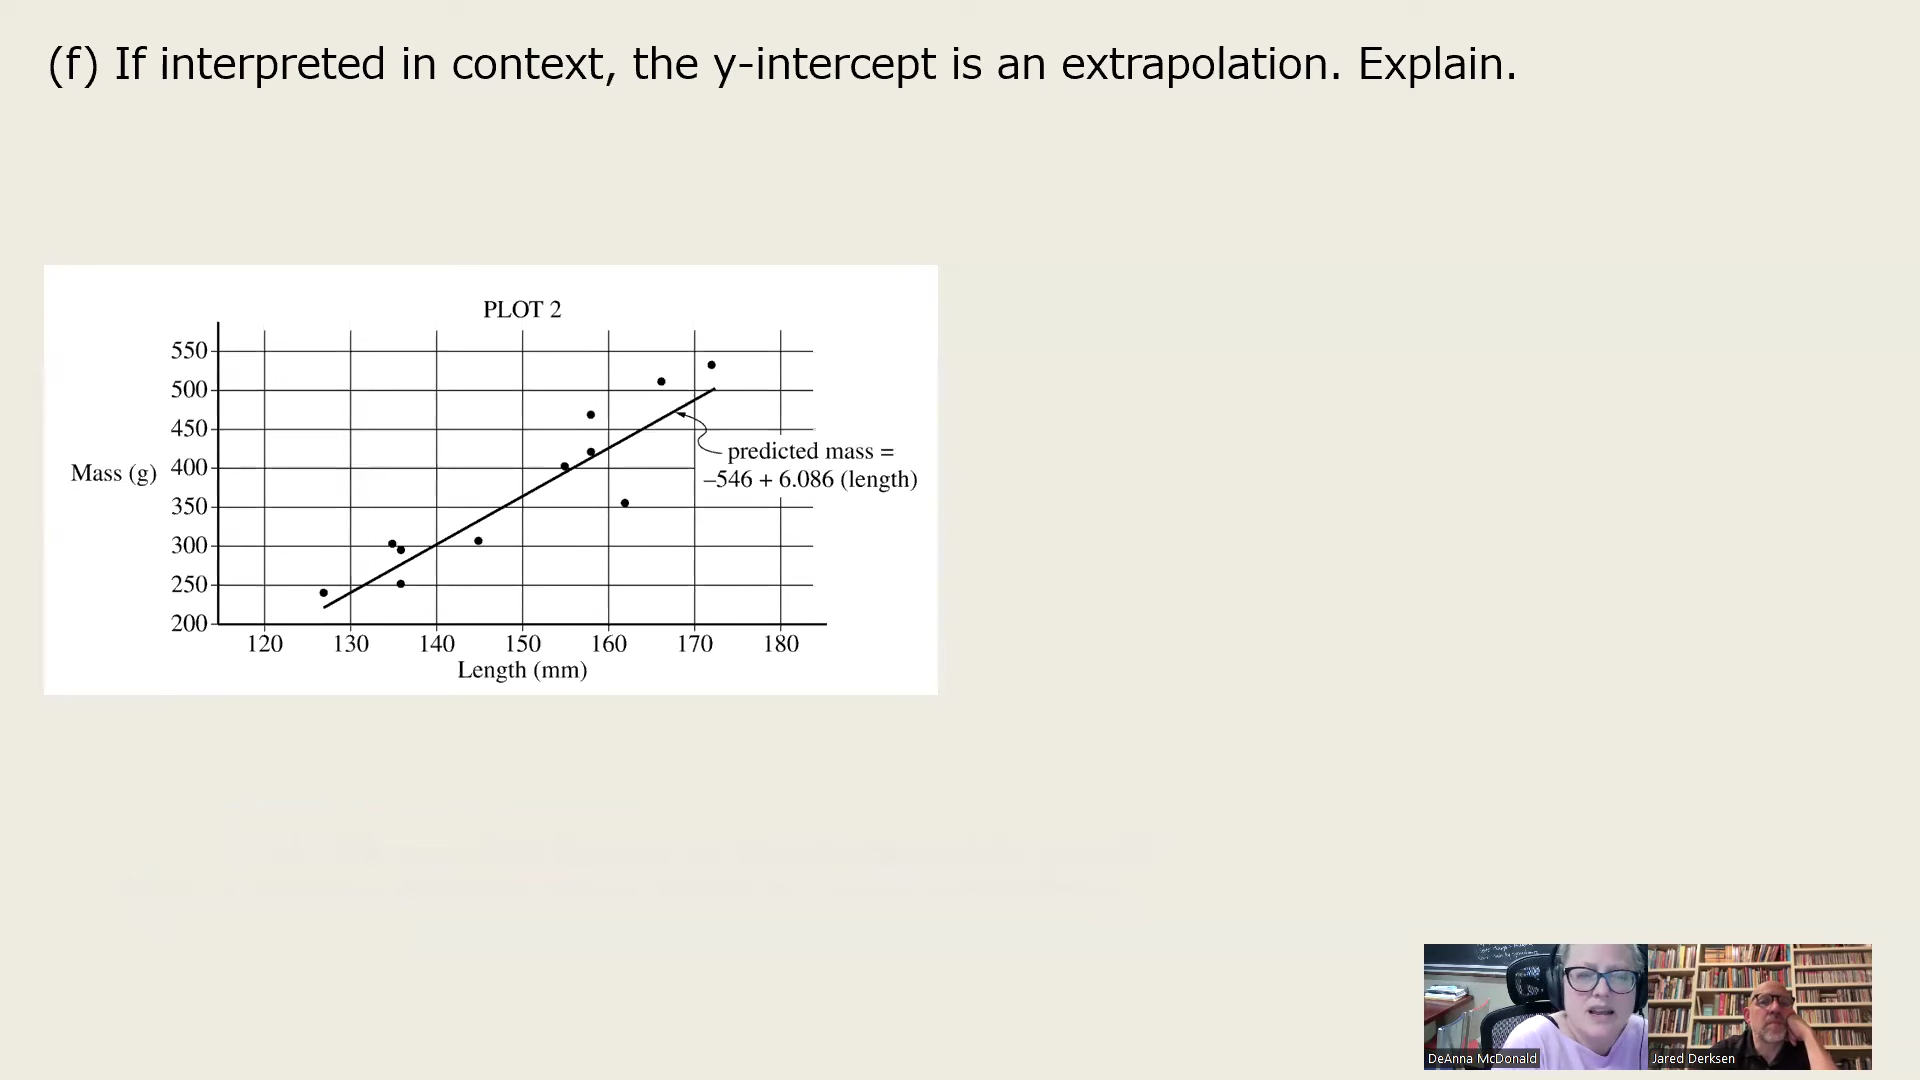 (f) If interpreted in context, the y-intercept is an extrapolation. Explain.
PLOT 2
550
500
450
predicted mass =
Mass (g) 400
–546 + 6.086 (length)
350
300
250
200
120 130 140 150 160 170 180
Length (mm)
DeAnna McDonald
Jared Derksen